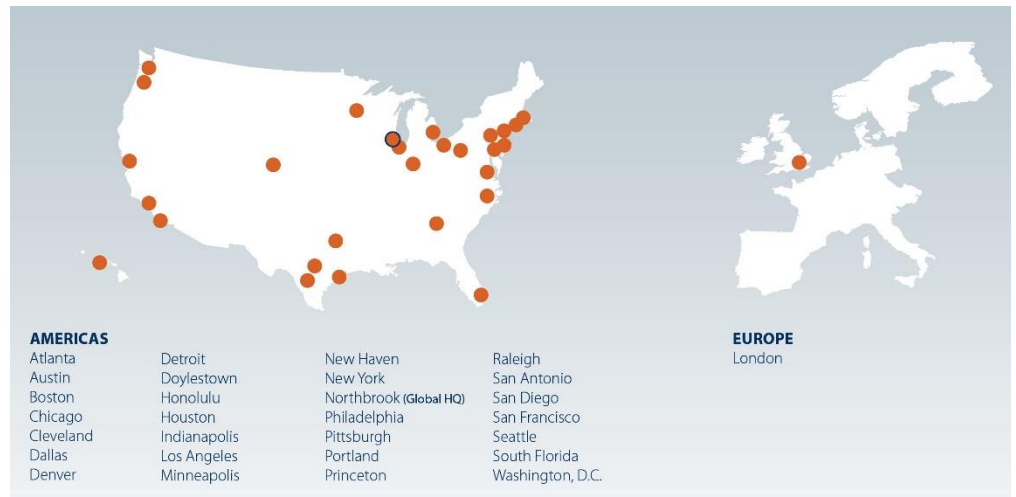 AMERICAS
Atlanta
Austin
Boston
Chicago
Cleveland
Dallas
Denver
Detroit
Doylestown
Honolulu
Houston
Indianapolis
Los Angeles
Minneapolis
New Haven
New York
Northbrook (Global HQ)
Philadelphia
Pittsburgh
Portland
Princeton
Raleigh
San Antonio
San Diego
San Francisco
Seattle
South Florida
Washington, D.C.
EUROPE
London